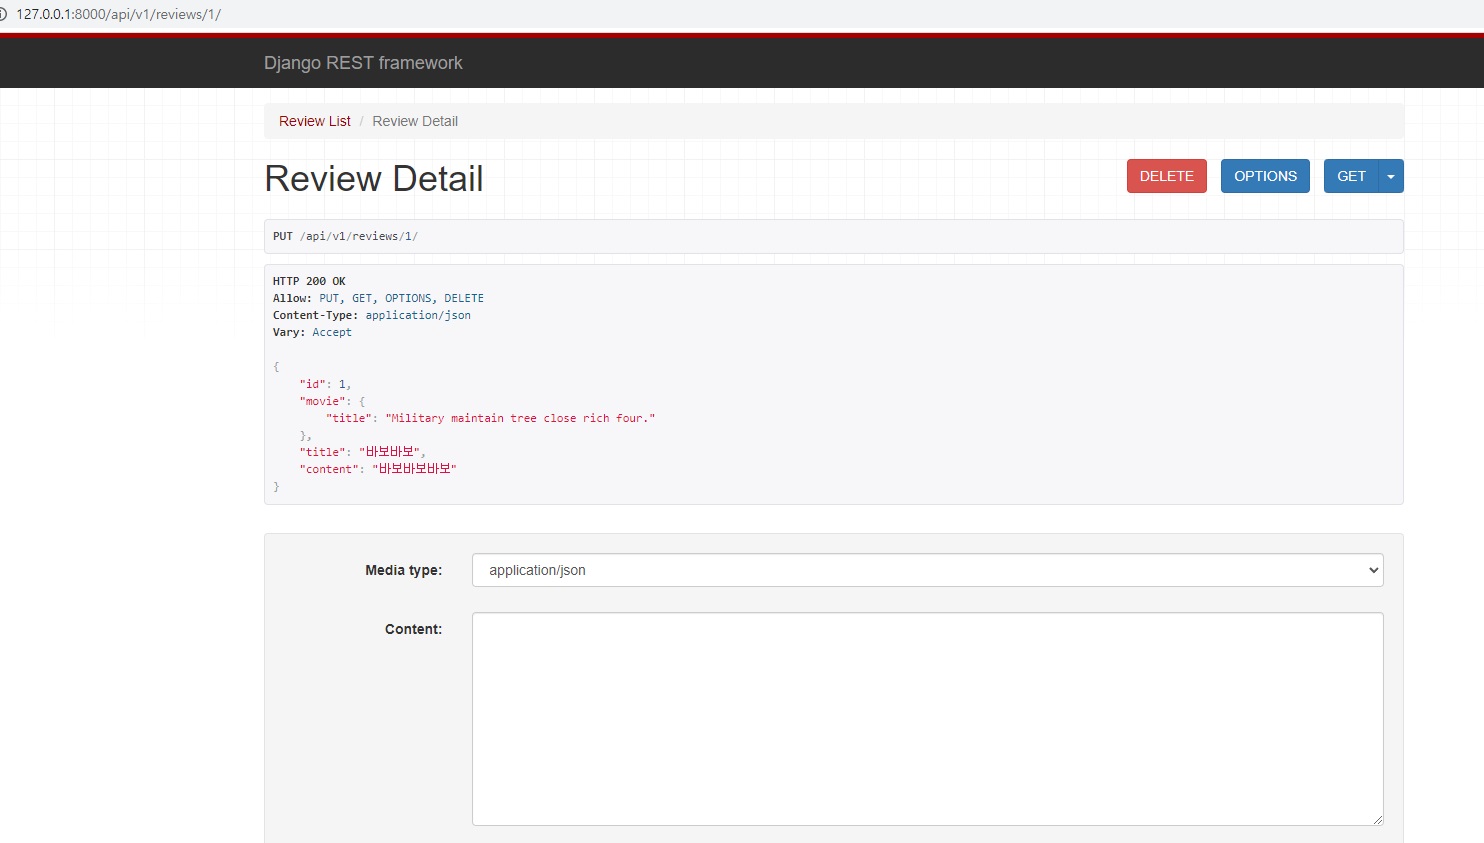 127.0.0.1:8000/api/v1/reviews/1/
Django REST framework
Review List / Review Detail
Review Detail
DELETE
OPTIONS
GET
PUT /api/v1/reviews/1/
HTTP 200 OK
Allow: PUT, GET, OPTIONS, DELETE
Content-Type: application/json
Vary: Accept
{
"id": 1,
"movie": {
"title": "Military maintain tree close rich four."
},
"title": "바보바보",
"content": "바보바보바보"
}
Media type:
application/json
Content: